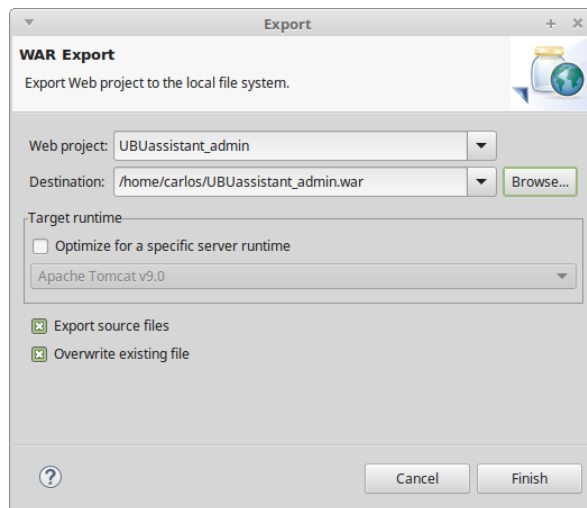 Export
WAR Export
Export Web project to the local file system.
Web project: UBUassistant_admin
Destination: /home/carlos/UBUassistant_admin.war Browse...
Target runtime
Optimize for a specific server runtime
Apache Tomcat v9.0
Export source files
Overwrite existing file
? Cancel Finish